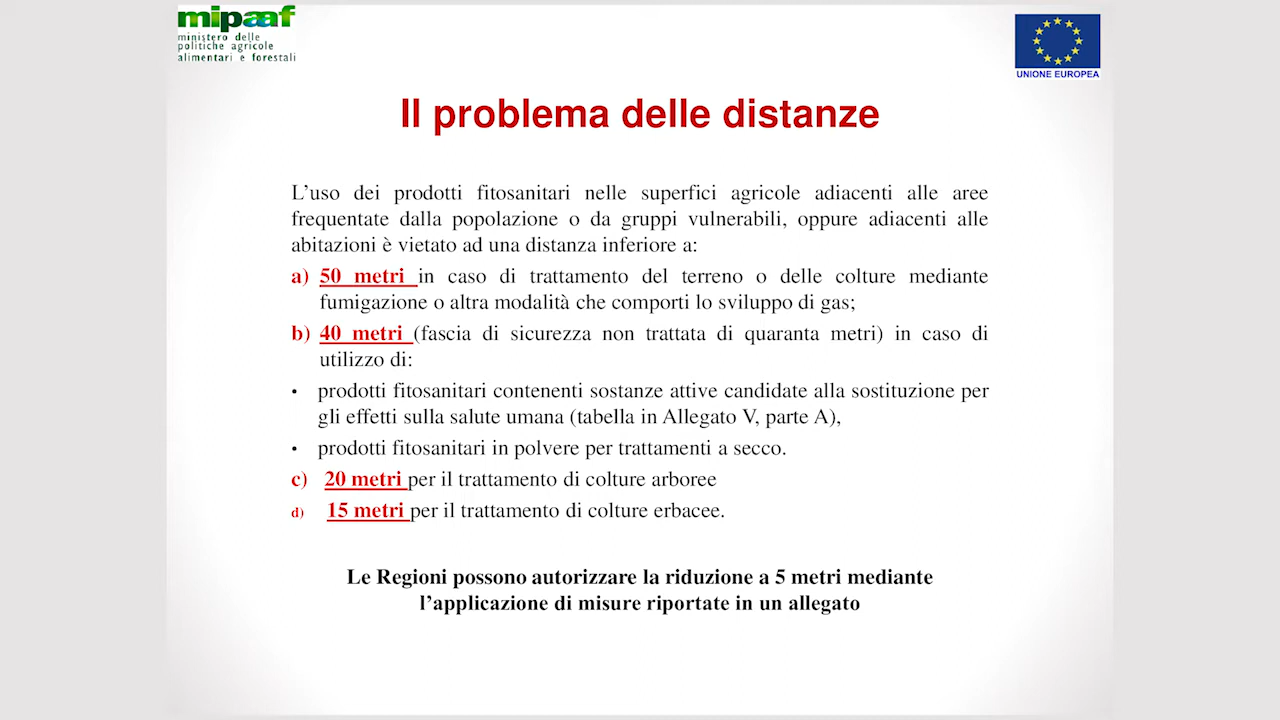 mipaaf
ministero delle
politiche agricole
alimentari e forestali
UNIONE EUROPEA
Il problema delle distanze
L’uso dei prodotti fitosanitari nelle superfici agricole adiacenti alle aree
frequentate dalla popolazione o da gruppi vulnerabili, oppure adiacenti alle
abitazioni è vietato ad una distanza inferiore a:
a) 50 metri in caso di trattamento del terreno o delle colture mediante
fumigazione o altra modalità che comporti lo sviluppo di gas;
b) 40 metri (fascia di sicurezza non trattata di quaranta metri) in caso di
utilizzo di:
• prodotti fitosanitari contenenti sostanze attive candidate alla sostituzione per
gli effetti sulla salute umana (tabella in Allegato V, parte A),
• prodotti fitosanitari in polvere per trattamenti a secco.
c) 20 metri per il trattamento di colture arboree
d) 15 metri per il trattamento di colture erbacee.
Le Regioni possono autorizzare la riduzione a 5 metri mediante
l’applicazione di misure riportate in un allegato